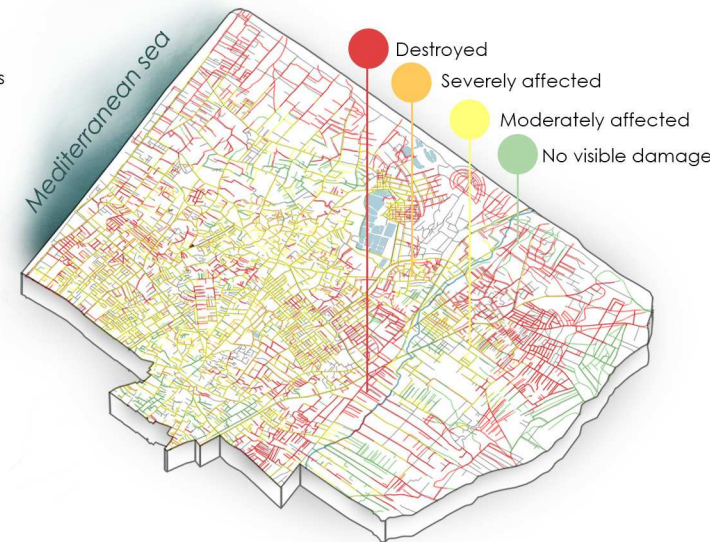 Destroyed
Mediterranean sea
s
Severely affected
Moderately affected
No visible damage